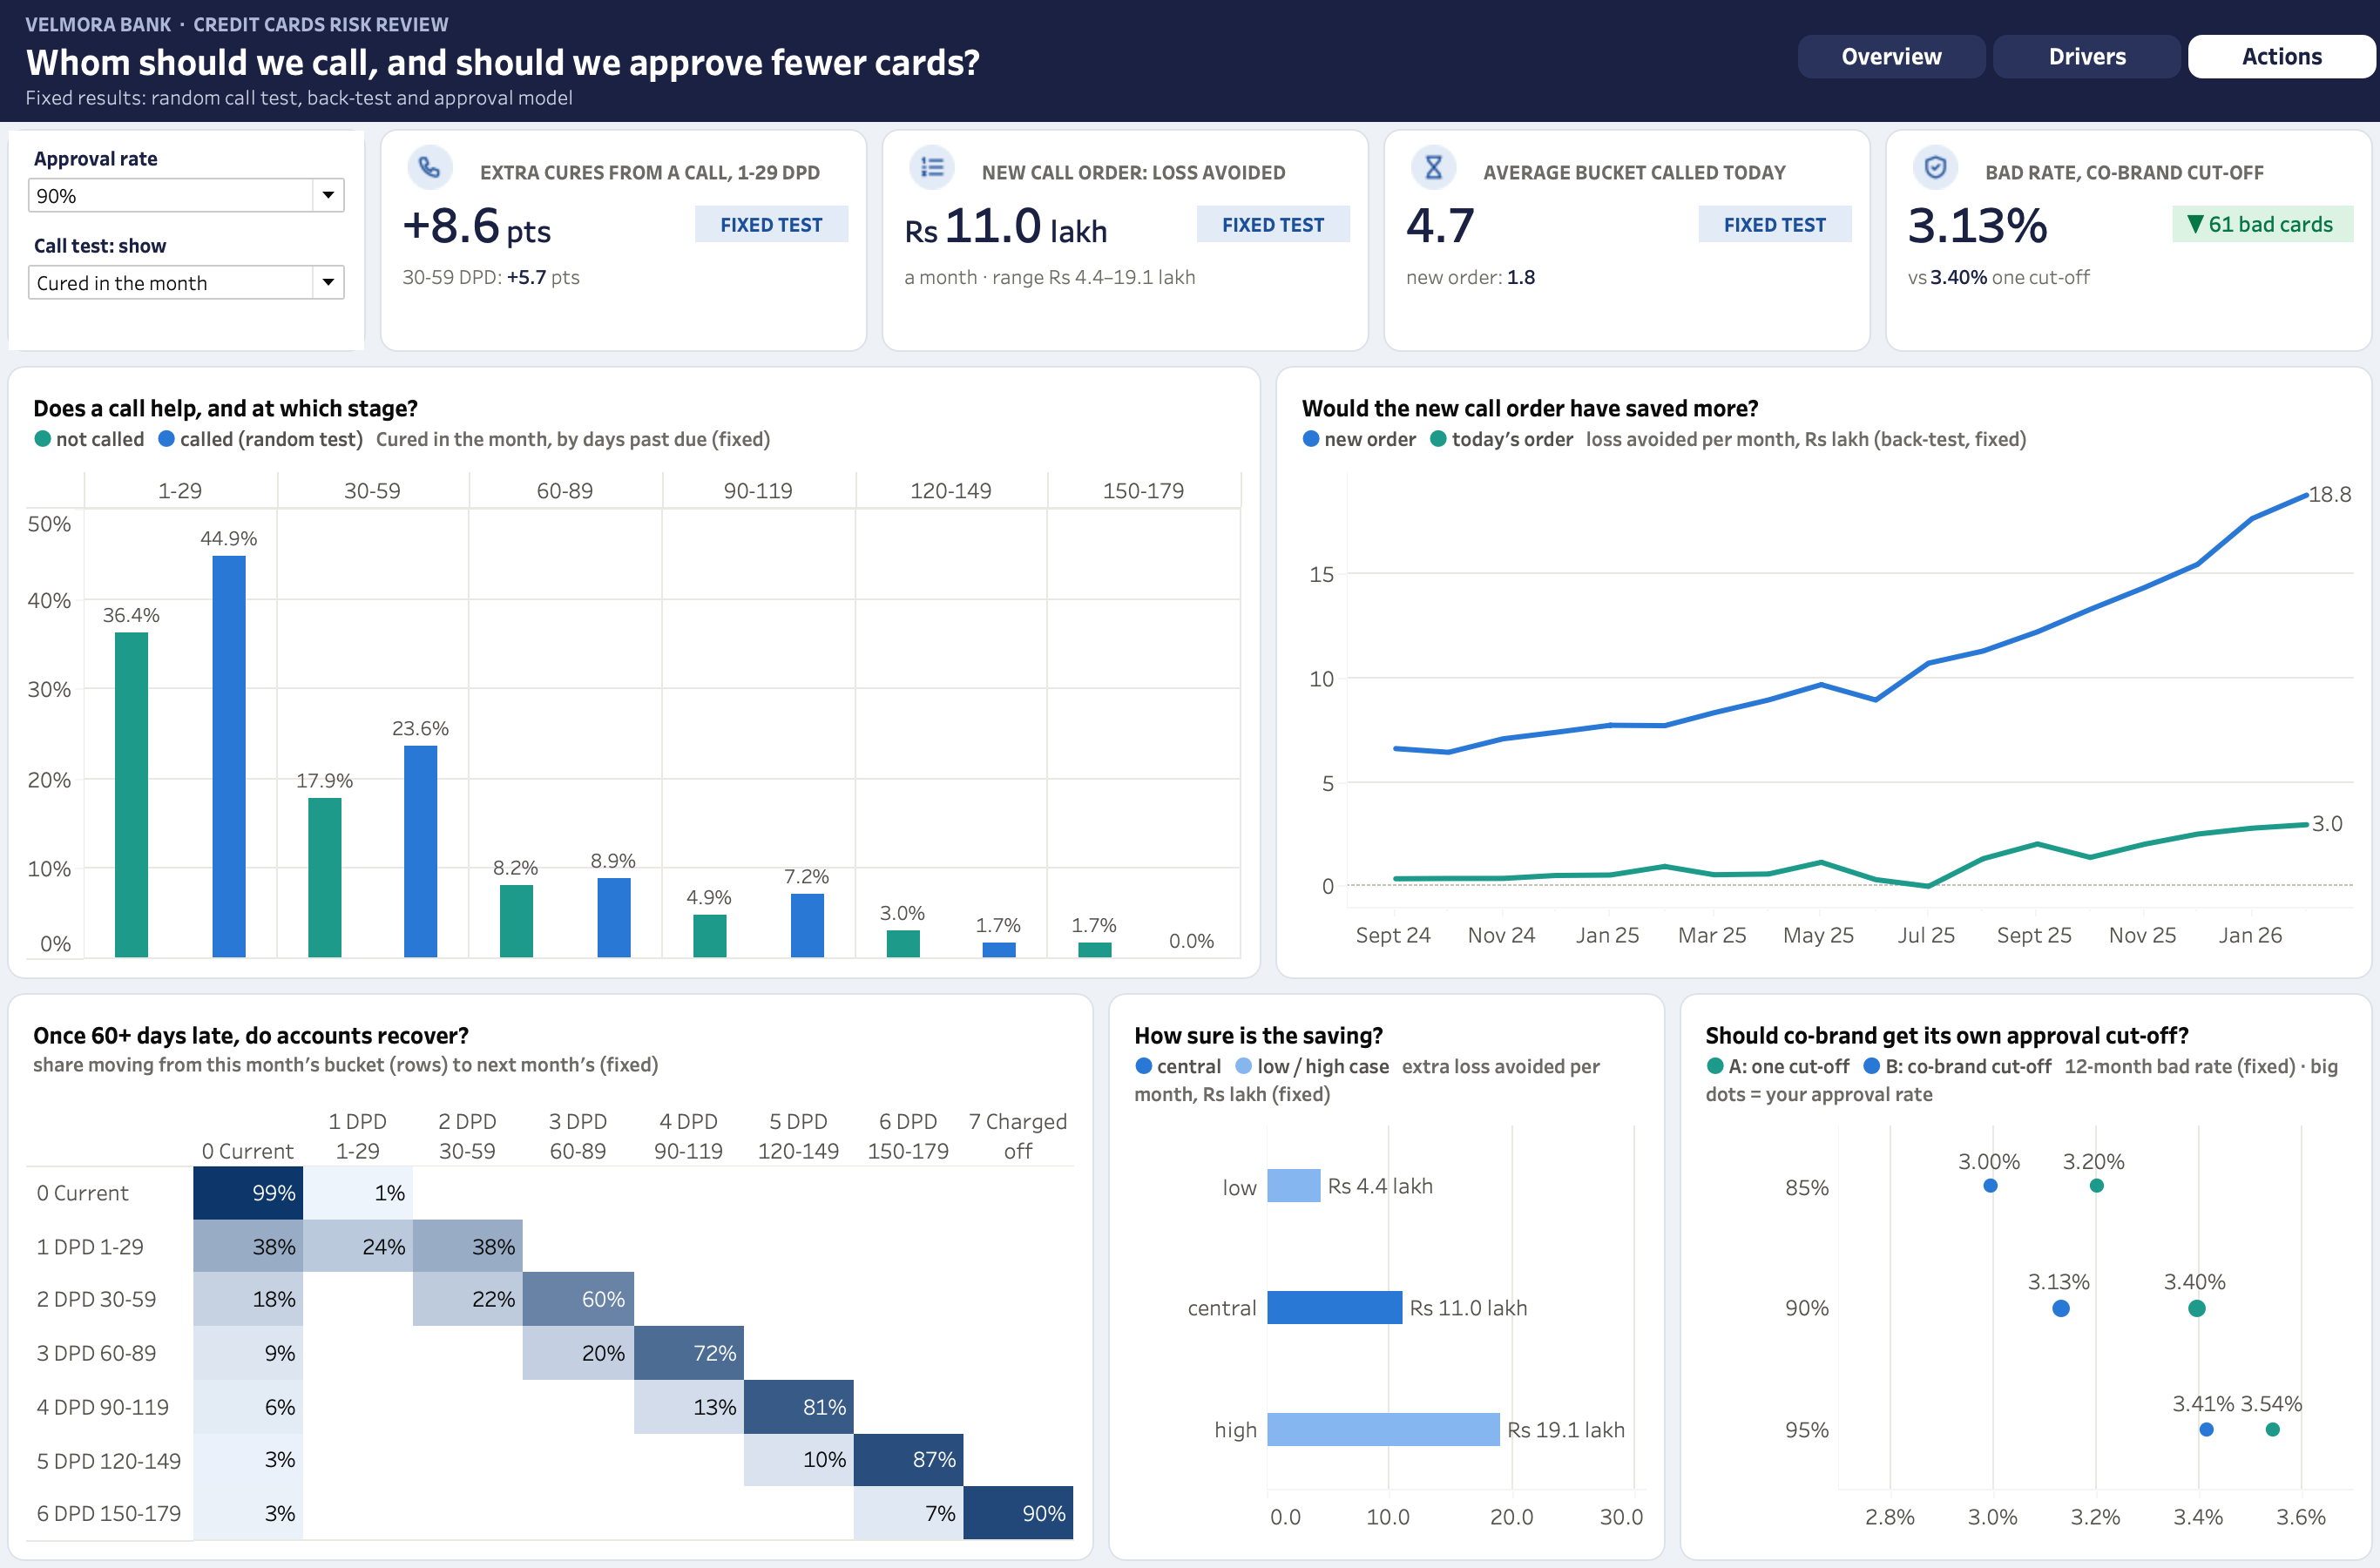 VELMORA BANK · CREDIT CARDS RISK REVIEW
Whom should we call, and should we approve fewer cards?
Fixed results: random call test, back-test and approval model
Overview
Drivers
Actions
Approval rate
90%
Call test: show
Cured in the month
EXTRA CURES FROM A CALL, 1-29 DPD
+8.6 pts
FIXED TEST
30-59 DPD: +5.7 pts
NEW CALL ORDER: LOSS AVOIDED
Rs 11.0 lakh
FIXED TEST
a month · range Rs 4.4–19.1 lakh
AVERAGE BUCKET CALLED TODAY
4.7
FIXED TEST
new order: 1.8
BAD RATE, CO-BRAND CUT-OFF
3.13%
▼ 61 bad cards
vs 3.40% one cut-off
Does a call help, and at which stage?
not called called (random test) Cured in the month, by days past due (fixed)
1-29 30-59 60-89 90-119 120-149 150-179
50%
40%
30%
20%
10%
0%
36.4% 44.9% 17.9% 23.6% 8.2% 8.9% 4.9% 7.2% 3.0% 1.7% 1.7% 0.0%
Would the new call order have saved more?
new order today’s order loss avoided per month, Rs lakh (back-test, fixed)
18.8
15
10
5
3.0
0
Sept 24 Nov 24 Jan 25 Mar 25 May 25 Jul 25 Sept 25 Nov 25 Jan 26
Once 60+ days late, do accounts recover?
share moving from this month’s bucket (rows) to next month’s (fixed)
1 DPD 2 DPD 3 DPD 4 DPD 5 DPD 6 DPD 7 Charged
0 Current 1-29 30-59 60-89 90-119 120-149 150-179 off
0 Current 99% 1%
1 DPD 1-29 38% 24% 38%
2 DPD 30-59 18% 22% 60%
3 DPD 60-89 9% 20% 72%
4 DPD 90-119 6% 13% 81%
5 DPD 120-149 3% 10% 87%
6 DPD 150-179 3% 7% 90%
How sure is the saving?
central low / high case extra loss avoided per
month, Rs lakh (fixed)
low Rs 4.4 lakh
central Rs 11.0 lakh
high Rs 19.1 lakh
0.0 10.0 20.0 30.0
Should co-brand get its own approval cut-off?
A: one cut-off B: co-brand cut-off 12-month bad rate (fixed) · big
dots = your approval rate
3.00% 3.20%
85%
3.13% 3.40%
90%
3.41% 3.54%
95%
2.8% 3.0% 3.2% 3.4% 3.6%